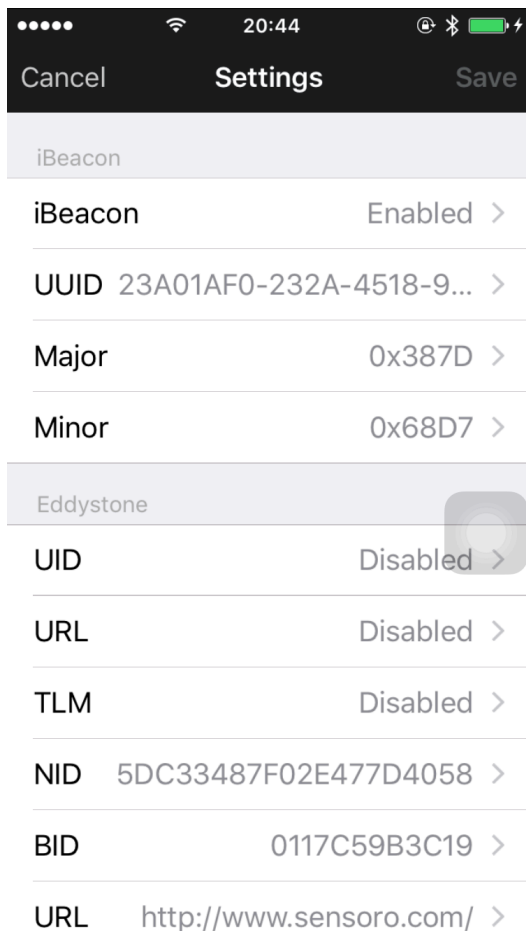 20:44
Cancel Settings Save
iBeacon
iBeacon Enabled
UUID 23A01AF0-232A-4518-9...
Major 0x387D
Minor 0x68D7
Eddystone
UID Disabled
URL Disabled
TLM Disabled
NID 5DC33487F02E477D4058
BID 0117C59B3C19
URL http://www.sensoro.com/